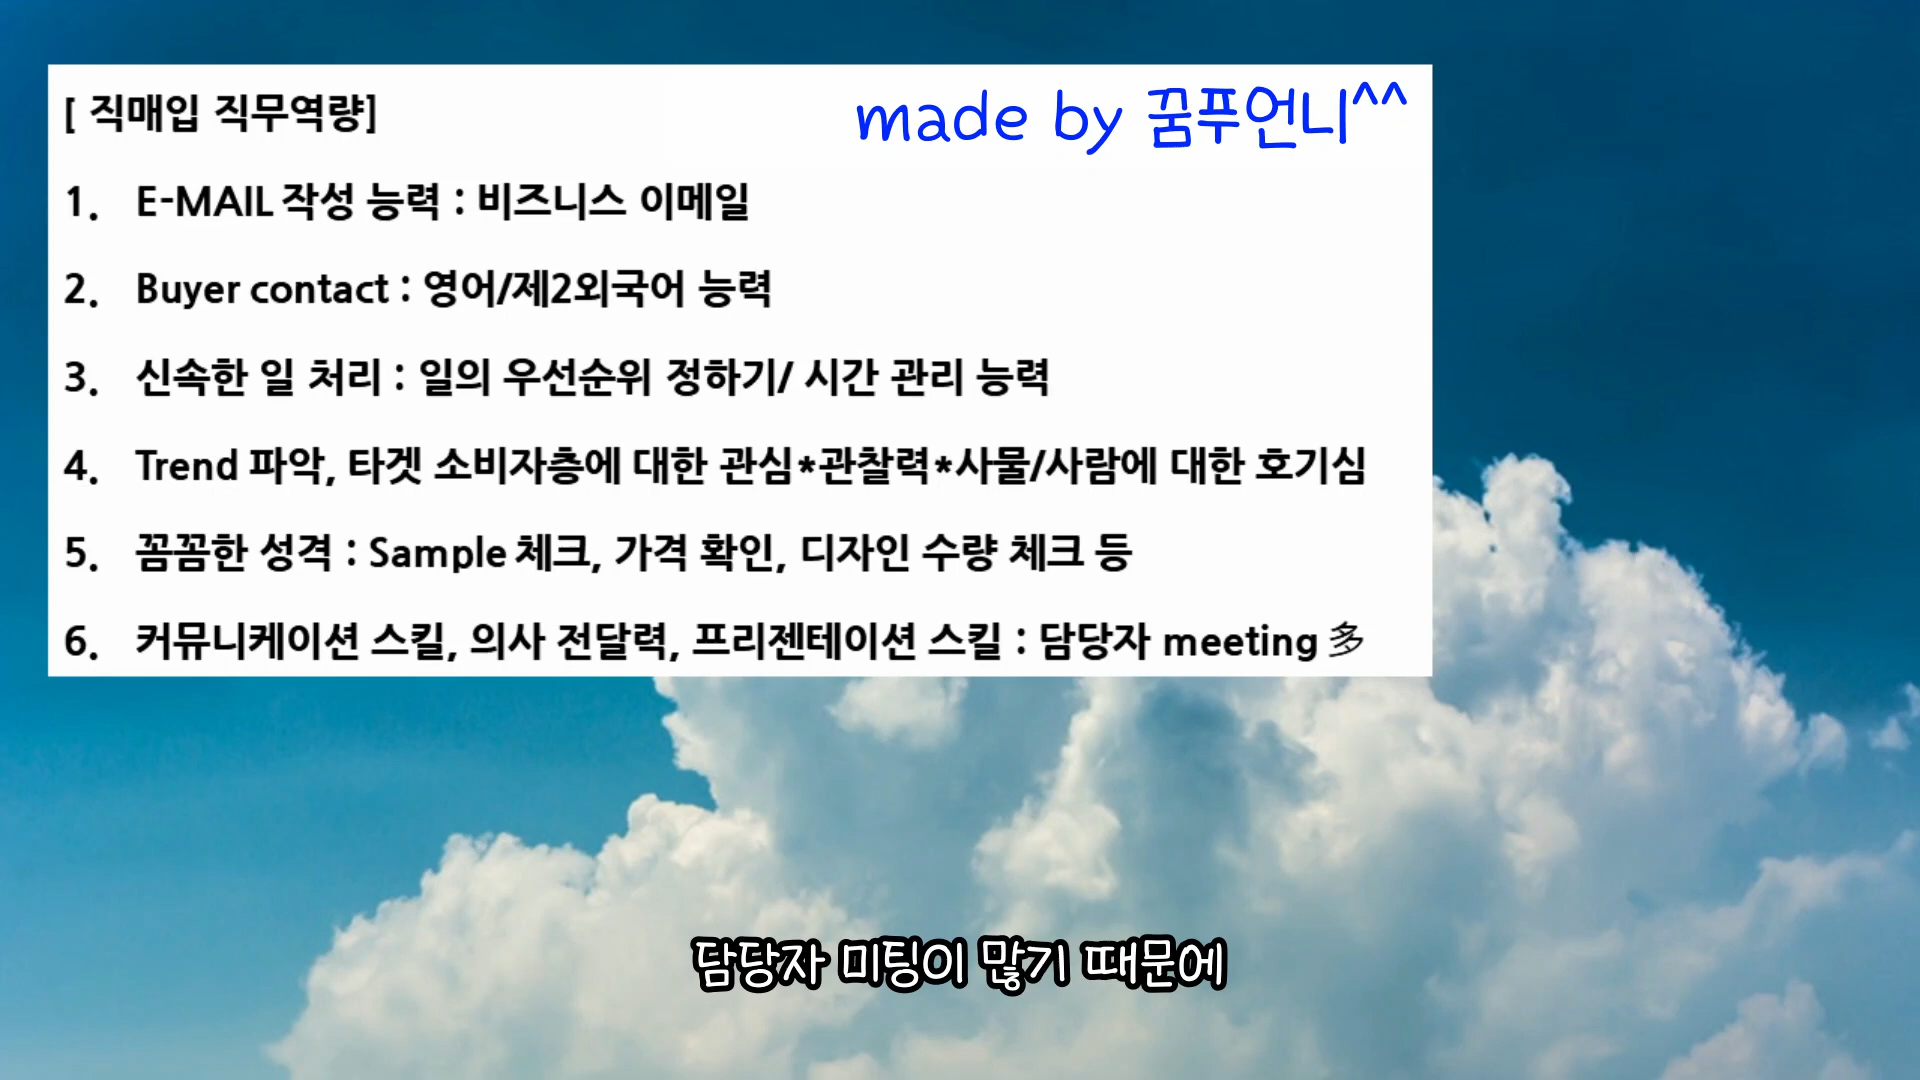 [ 직매입 직무역량]
made by 꿈푸언니^^
1. E-MAIL 작성 능력 : 비즈니스 이메일
2. Buyer contact : 영어/제2외국어 능력
3. 신속한 일 처리 : 일의 우선순위 정하기/ 시간 관리 능력
4. Trend 파악, 타겟 소비자층에 대한 관심*관찰력*사물/사람에 대한 호기심
5. 꼼꼼한 성격 : Sample 체크, 가격 확인, 디자인 수량 체크 등
6. 커뮤니케이션 스킬, 의사 전달력, 프리젠테이션 스킬 : 담당자 meeting 多
담당자 미팅이 많기 때문에